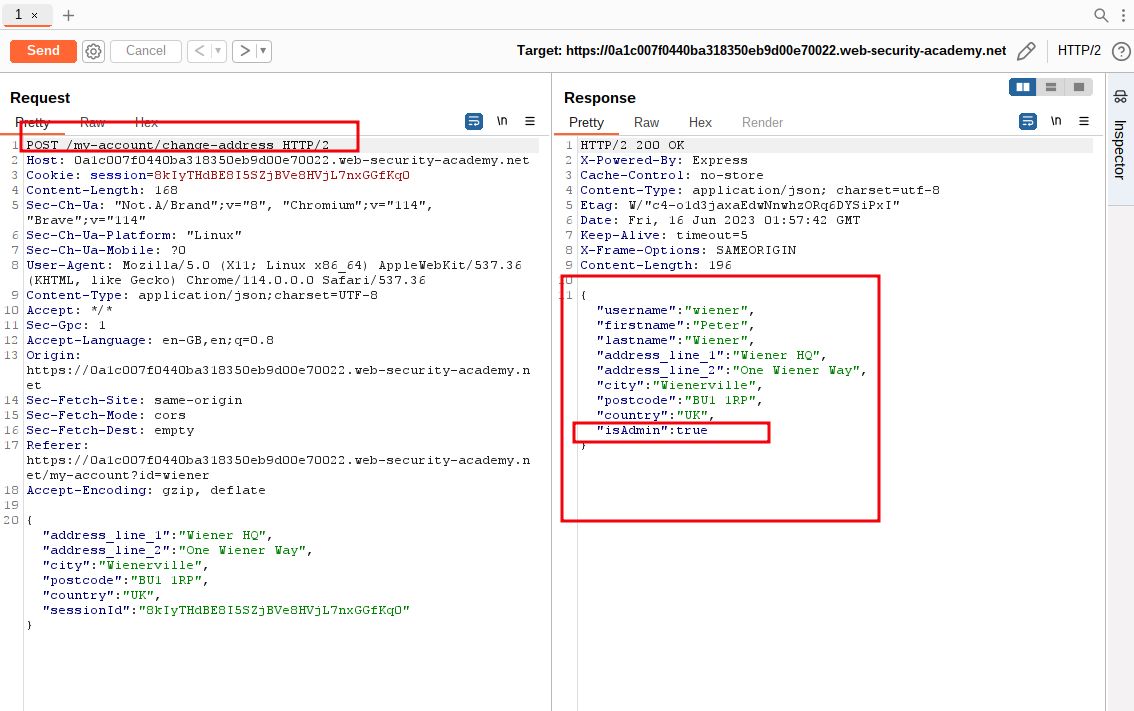 1 ×
Send Cancel Target: https://0a1c007f0440ba318350eb9d00e70022.web-security-academy.net HTTP/2
Request
Pretty Raw Hex \n
1 POST /my-account/change-address HTTP/2
2 Host: 0a1c007f0440ba318350eb9d00e70022.web-security-academy.net
3 Cookie: session=8kIyTHdBE8I5SZjBVe8HVjL7nxGGfKqO
4 Content-Length: 168
5 Sec-Ch-Ua: "Not.A/Brand";v="8", "Chromium";v="114",
"Brave";v="114"
6 Sec-Ch-Ua-Platform: "Linux"
7 Sec-Ch-Ua-Mobile: ?0
8 User-Agent: Mozilla/5.0 (X11; Linux x86_64) AppleWebKit/537.36
(KHTML, like Gecko) Chrome/114.0.0.0 Safari/537.36
9 Content-Type: application/json;charset=UTF-8
10 Accept: */*
11 Sec-Gpc: 1
12 Accept-Language: en-GB,en;q=0.8
13 Origin:
https://0a1c007f0440ba318350eb9d00e70022.web-security-academy.n
et
14 Sec-Fetch-Site: same-origin
15 Sec-Fetch-Mode: cors
16 Sec-Fetch-Dest: empty
17 Referer:
https://0a1c007f0440ba318350eb9d00e70022.web-security-academy.n
et/my-account?id=wiener
18 Accept-Encoding: gzip, deflate
19
20 {
"address_line_1":"Wiener HQ",
"address_line_2":"One Wiener Way",
"city":"Wienerville",
"postcode":"BU1 1RP",
"country":"UK",
"sessionId":"8kIyTHdBE8I5SZjBVe8HVjL7nxGGfKqO"
}
Response
Pretty Raw Hex Render \n
1 HTTP/2 200 OK
2 X-Powered-By: Express
3 Cache-Control: no-store
4 Content-Type: application/json; charset=utf-8
5 Etag: W/"c4-o1d3jaxaEdwNnwhzORq6DYSiPxI"
6 Date: Fri, 16 Jun 2023 01:57:42 GMT
7 Keep-Alive: timeout=5
8 X-Frame-Options: SAMEORIGIN
9 Content-Length: 196
10
11 {
"username":"wiener",
"firstname":"Peter",
"lastname":"Wiener",
"address_line_1":"Wiener HQ",
"address_line_2":"One Wiener Way",
"city":"Wienerville",
"postcode":"BU1 1RP",
"country":"UK",
"isAdmin":true
}
Inspector